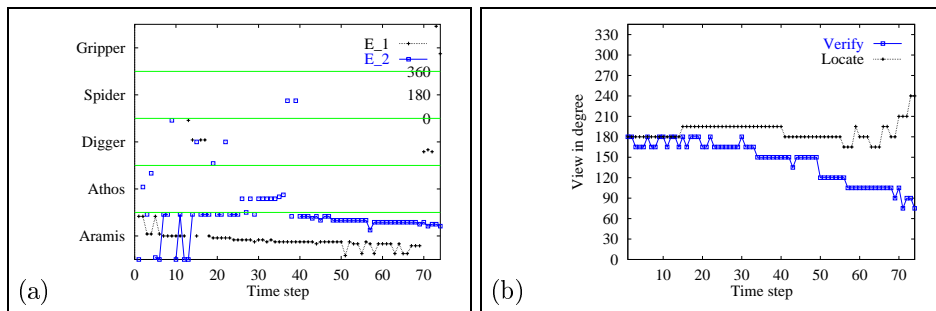 Gripper
Spider
Digger
Athos
Aramis
E_1
E_2
360
180
0
0 10 20 30 40 50 60 70
Time step
(a)
View in degree
330
300
270
240
210
180
150
120
90
60
30
0
Verify
Locate
10 20 30 40 50 60 70
Time step
(b)